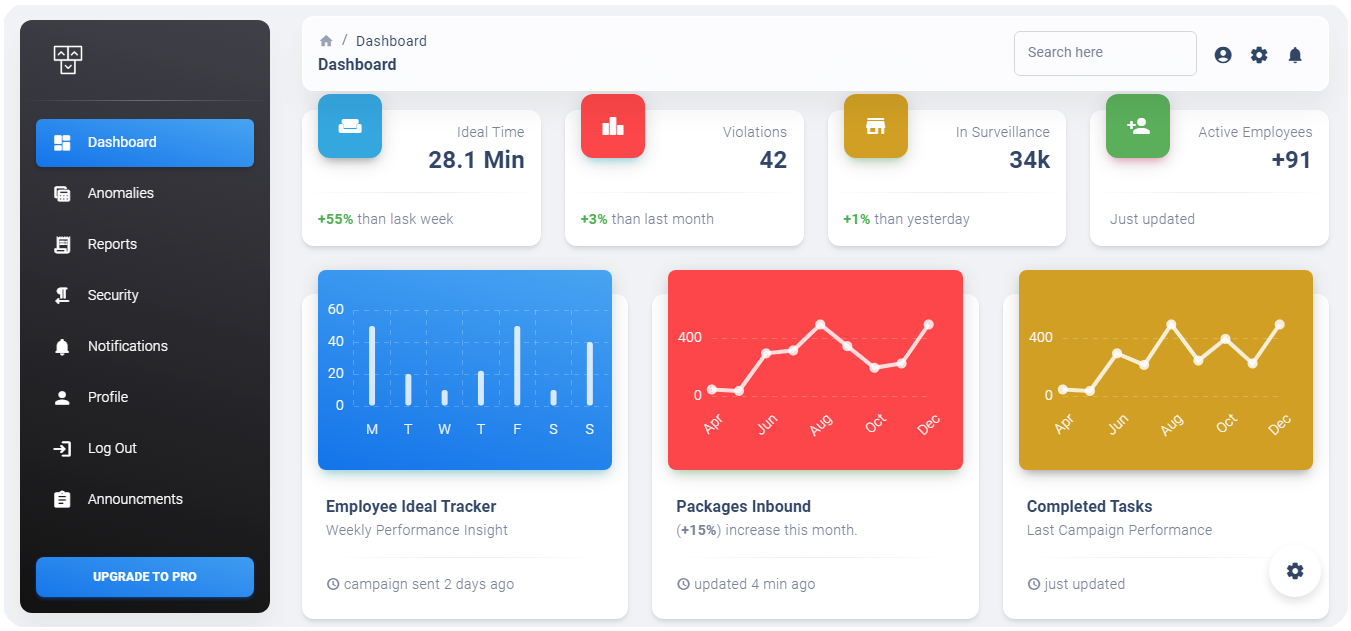 Dashboard
Anomalies
Reports
Security
Notifications
Profile
Log Out
Announcments
UPGRADE TO PRO
/ Dashboard
Dashboard
Search here
Ideal Time
28.1 Min
+55% than lask week
Violations
42
+3% than last month
In Surveillance
34k
+1% than yesterday
Active Employees
+91
Just updated
60
40
20
0
M T W T F S S
Employee Ideal Tracker
Weekly Performance Insight
campaign sent 2 days ago
400
0
Apr Jun Aug Oct Dec
Packages Inbound
(+15%) increase this month.
updated 4 min ago
400
0
Apr Jun Aug Oct Dec
Completed Tasks
Last Campaign Performance
just updated